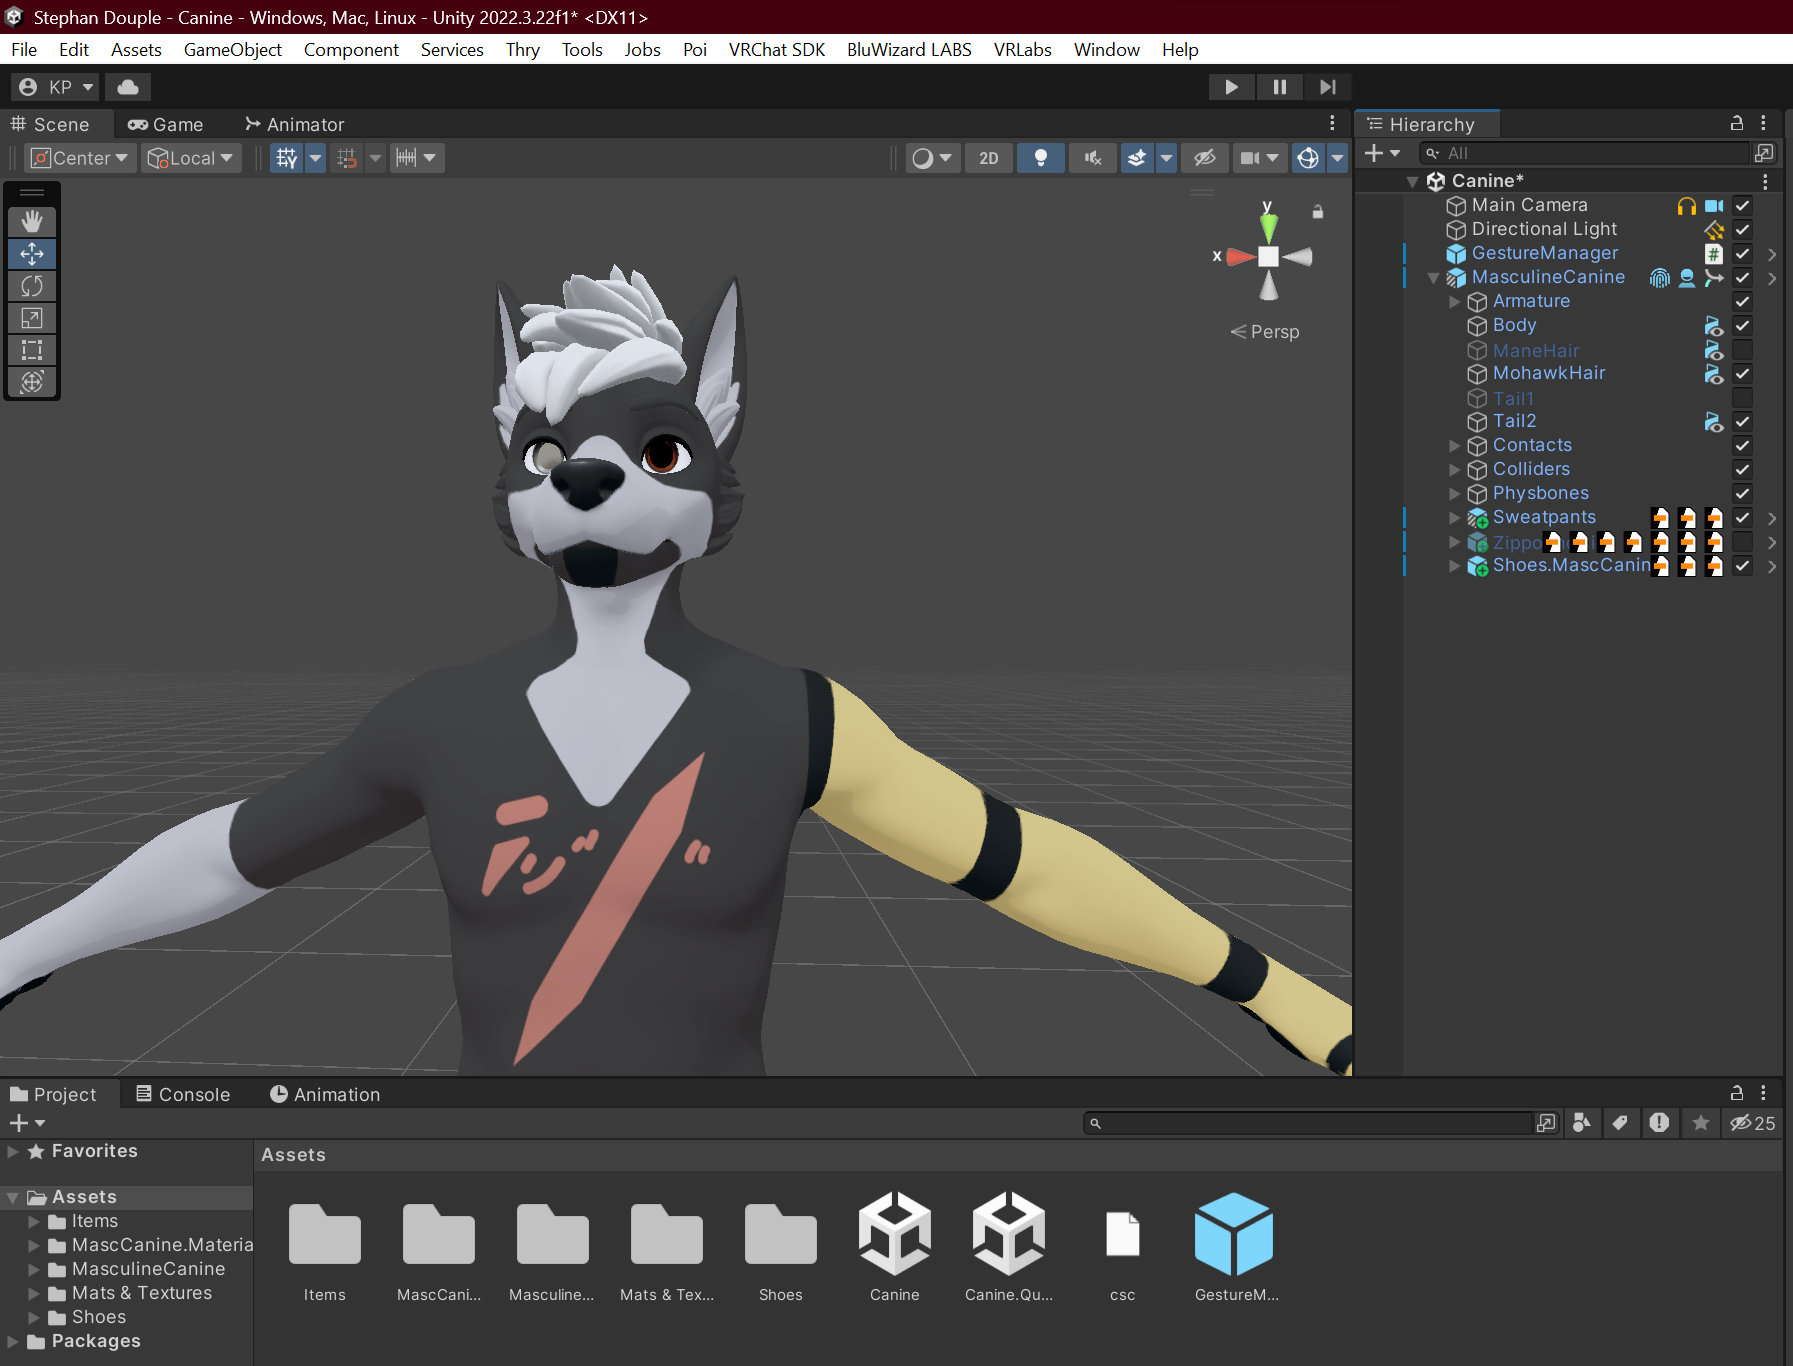 Stephan Douple - Canine - Windows, Mac, Linux - Unity 2022.3.22f1* <DX11>
File Edit Assets GameObject Component Services Thry Tools Jobs Poi VRChat SDK BluWizard LABS VRLabs Window Help
KP
Scene Game Animator
Center Local 2D
y
x
Persp
Hierarchy
All
Canine*
Main Camera
Directional Light
GestureManager
MasculineCanine
Armature
Body
ManeHair
MohawkHair
Tail1
Tail2
Contacts
Colliders
Physbones
Sweatpants
Shoes.MascCanin
Project Console Animation
25
Favorites
Assets
Items
MascCanine.Materia
MasculineCanine
Mats & Textures
Shoes
Packages
Assets
Items MascCani... Masculine... Mats & Tex... Shoes Canine Canine.Qu... csc GestureM...